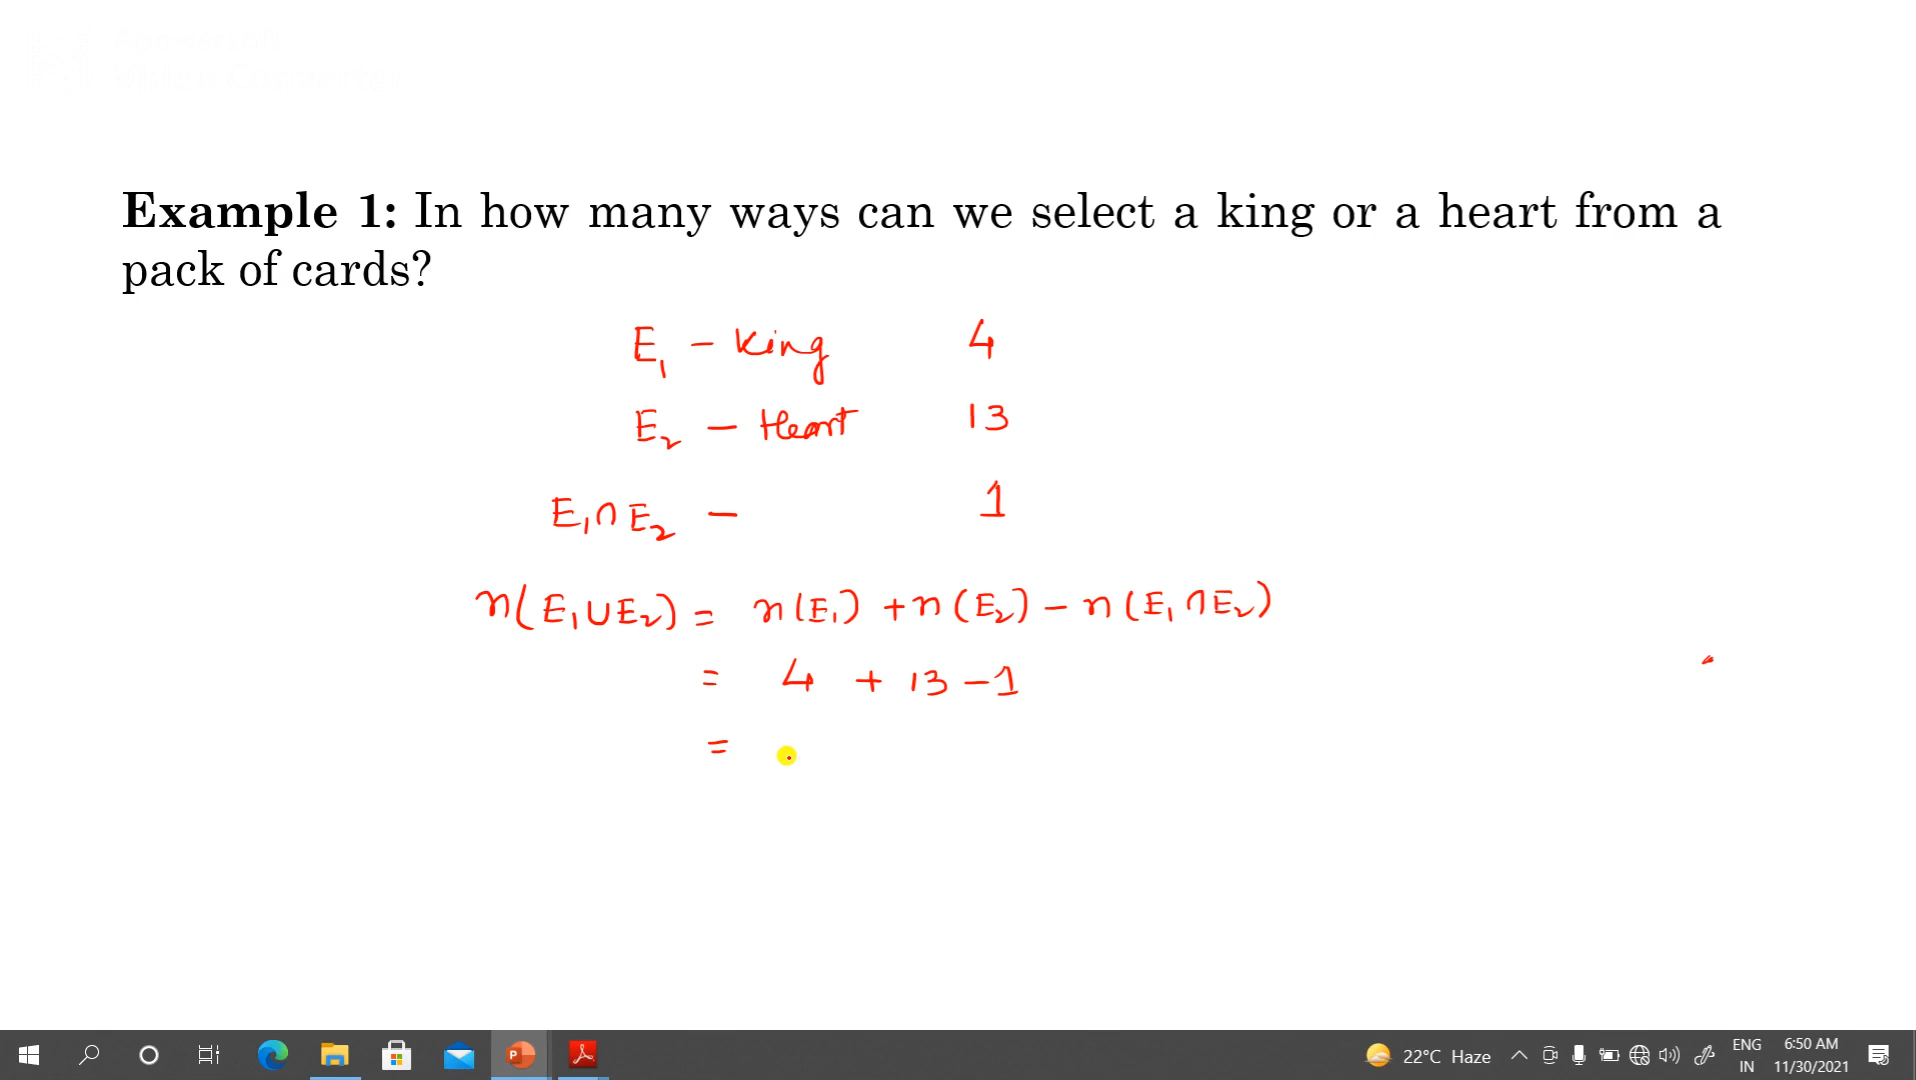 Example 1: In how many ways can we select a king or a heart from a
pack of cards?
E₁ – King 4
E₂ – Heart 13
E₁∩E₂ – 1
n(E₁∪E₂) = n(E₁) + n(E₂) – n(E₁∩E₂)
= 4 + 13 – 1
=
22°C Haze
ENG
IN
6:50 AM
11/30/2021